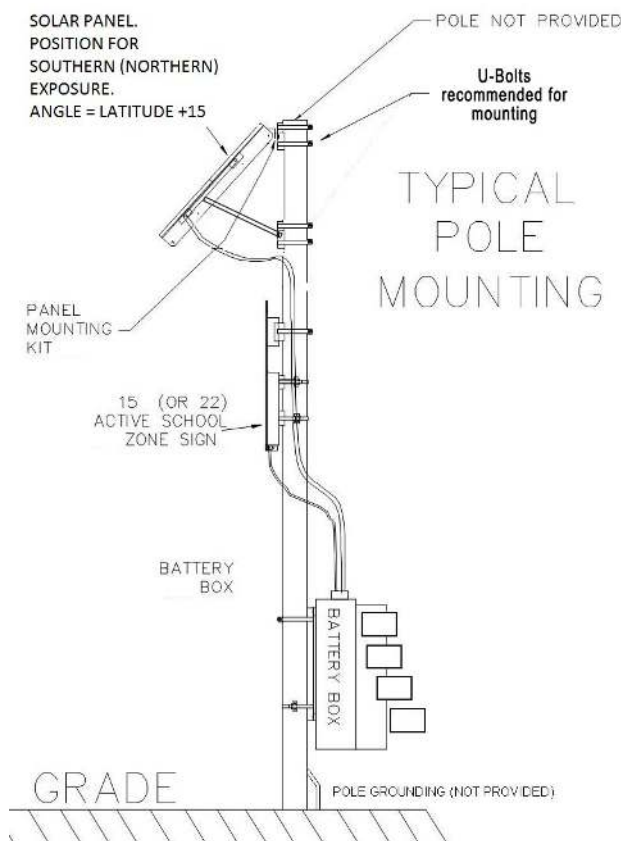 SOLAR PANEL.
POSITION FOR
SOUTHERN (NORTHERN)
EXPOSURE.
ANGLE = LATITUDE +15
POLE NOT PROVIDED
U-Bolts
recommended for
mounting
TYPICAL
POLE
MOUNTING
PANEL
MOUNTING
KIT
15 (OR 22)
ACTIVE SCHOOL
ZONE SIGN
BATTERY
BOX
BATTERY BOX
GRADE
POLE GROUNDING (NOT PROVIDED)